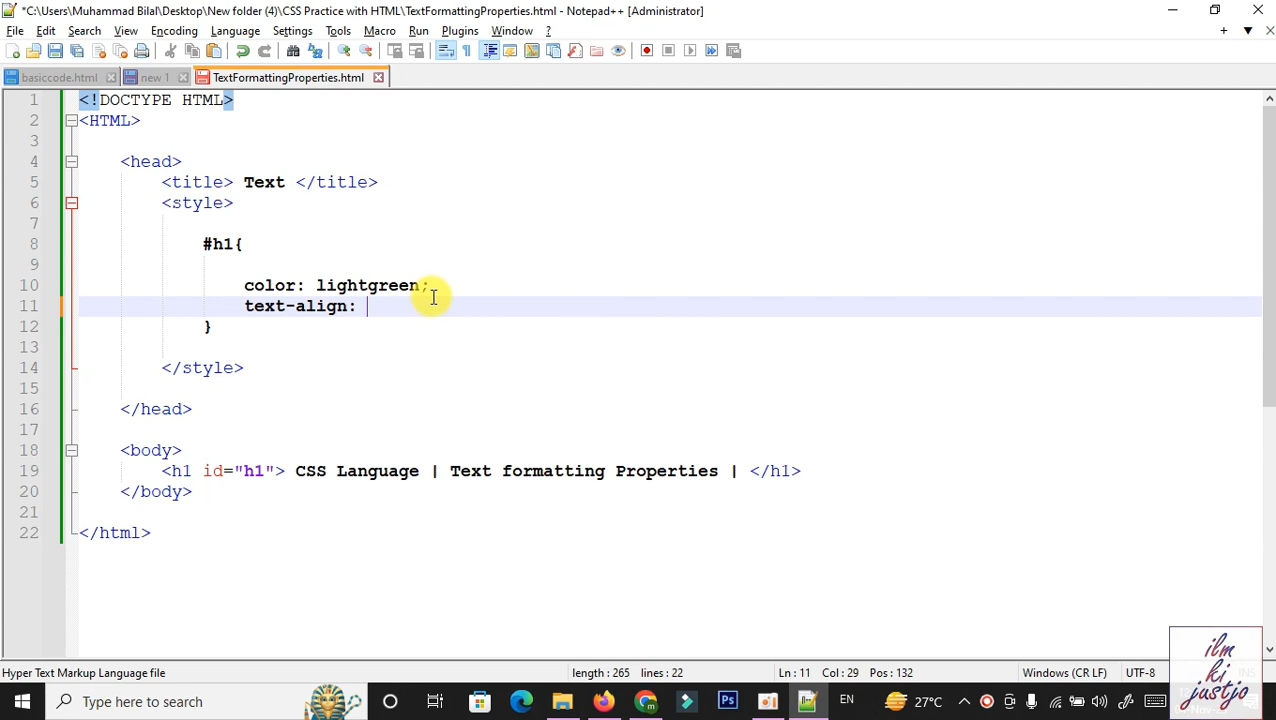 *C:\Users\Muhammad Bilal\Desktop\New folder (4)\CSS Practice with HTML\TextFormattingProperties.html - Notepad++ [Administrator]
File Edit Search View Encoding Language Settings Tools Macro Run Plugins Window ?
basiccode.html new 1 TextFormattingProperties.html
1 <!DOCTYPE HTML>
2 <HTML>
3
4 <head>
5 <title> Text </title>
6 <style>
7
8 #h1{
9
10 color: lightgreen;
11 text-align:
12 }
13
14 </style>
15
16 </head>
17
18 <body>
19 <h1 id="h1"> CSS Language | Text formatting Properties | </h1>
20 </body>
21
22 </html>
ilm
ki
justjo
Hyper Text Markup Language file length : 265 lines : 22 Ln : 11 Col : 29 Pos : 132 Windows (CR LF) UTF-8
Type here to search Ps EN 27°C